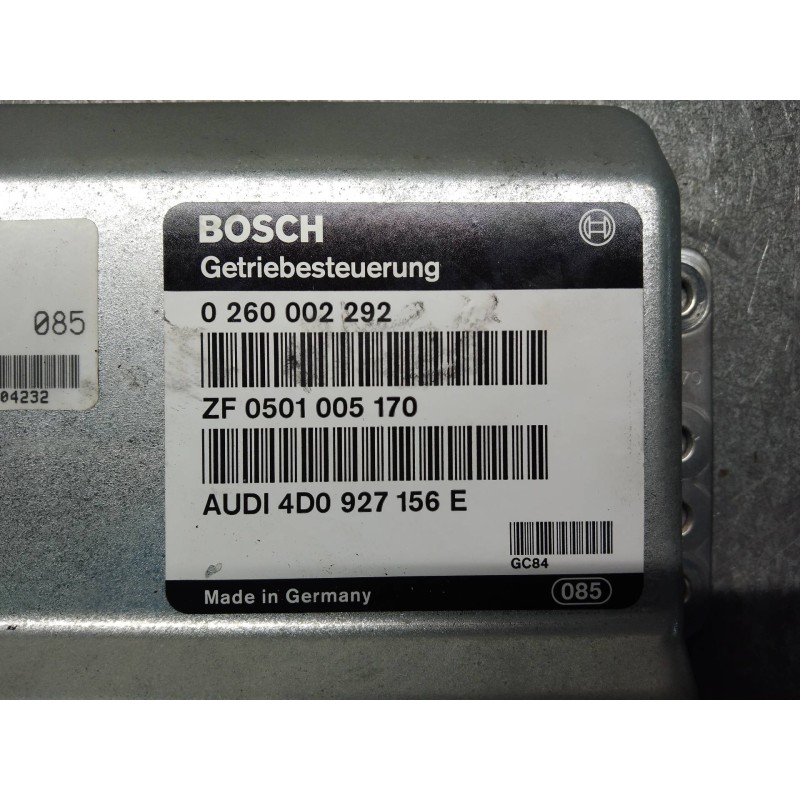 BOSCH
Getriebesteuerung
0 260 002 292
ZF 0501 005 170
AUDI 4D0 927 156 E
GC84
Made in Germany
085
085
04232